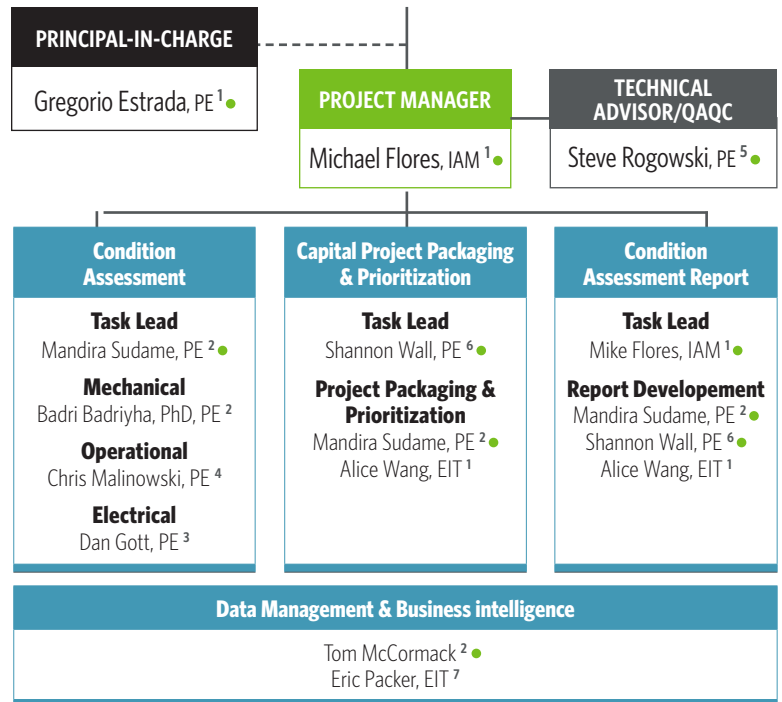 PRINCIPAL-IN-CHARGE
Gregorio Estrada, PE 1
PROJECT MANAGER
Michael Flores, IAM 1
TECHNICAL
ADVISOR/QAQC
Steve Rogowski, PE 5
Condition
Assessment
Task Lead
Mandira Sudame, PE 2
Mechanical
Badri Badriyha, PhD, PE 2
Operational
Chris Malinowski, PE 4
Electrical
Dan Gott, PE 3
Capital Project Packaging
& Prioritization
Task Lead
Shannon Wall, PE 6
Project Packaging &
Prioritization
Mandira Sudame, PE 2
Alice Wang, EIT 1
Condition
Assessment Report
Task Lead
Mike Flores, IAM 1
Report Developement
Mandira Sudame, PE 2
Shannon Wall, PE 6
Alice Wang, EIT 1
Data Management & Business intelligence
Tom McCormack 2
Eric Packer, EIT 7